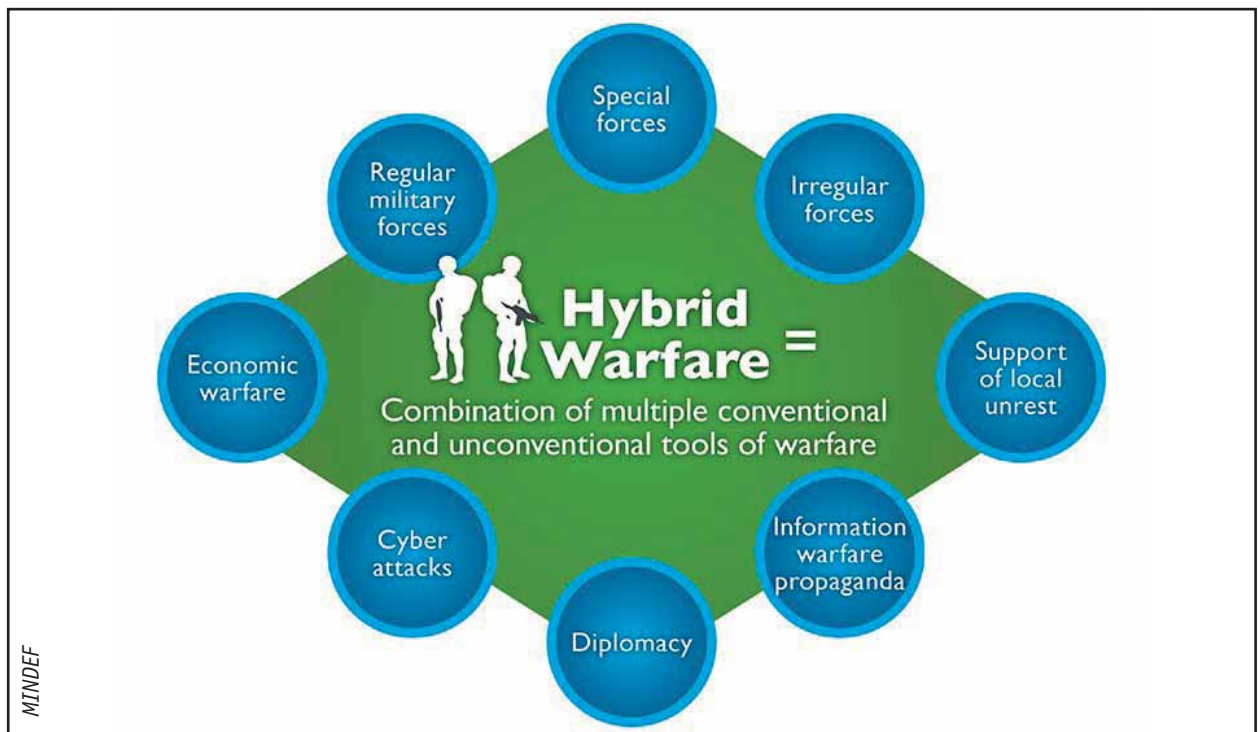 Special
forces
Regular
military
forces
Irregular
forces
Hybrid
Warfare =
Economic
warfare
Support
of local
unrest
Combination of multiple conventional
and unconventional tools of warfare
Cyber
attacks
Information
warfare
propaganda
Diplomacy
MINDEF